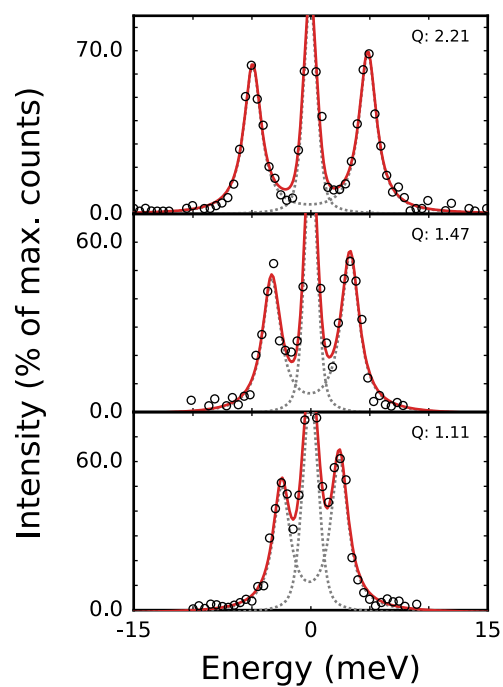 Intensity (% of max. counts)
70.0
0.0
Q: 2.21
60.0
0.0
Q: 1.47
60.0
0.0
Q: 1.11
-15
0
15
Energy (meV)